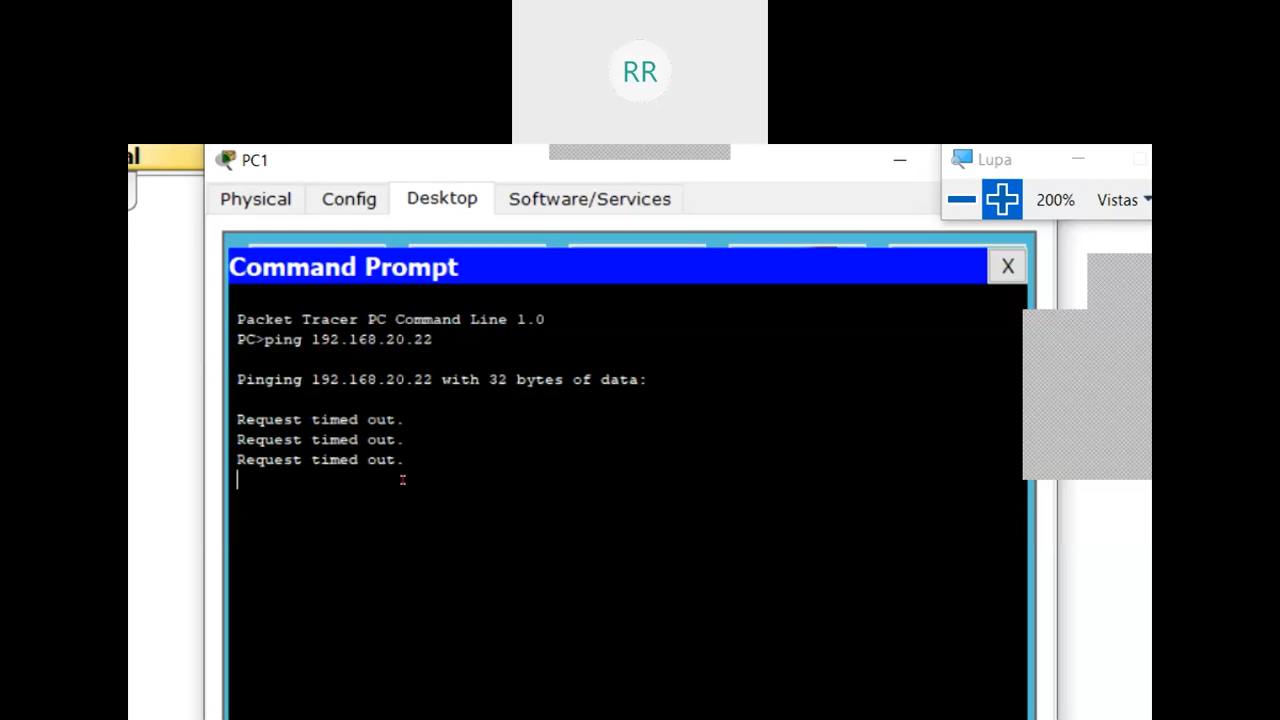 RR
al
PC1
Lupa
Physical
Config
Desktop
Software/Services
200%
Vistas
Command Prompt
X
Packet Tracer PC Command Line 1.0
PC>ping 192.168.20.22
Pinging 192.168.20.22 with 32 bytes of data:
Request timed out.
Request timed out.
Request timed out.